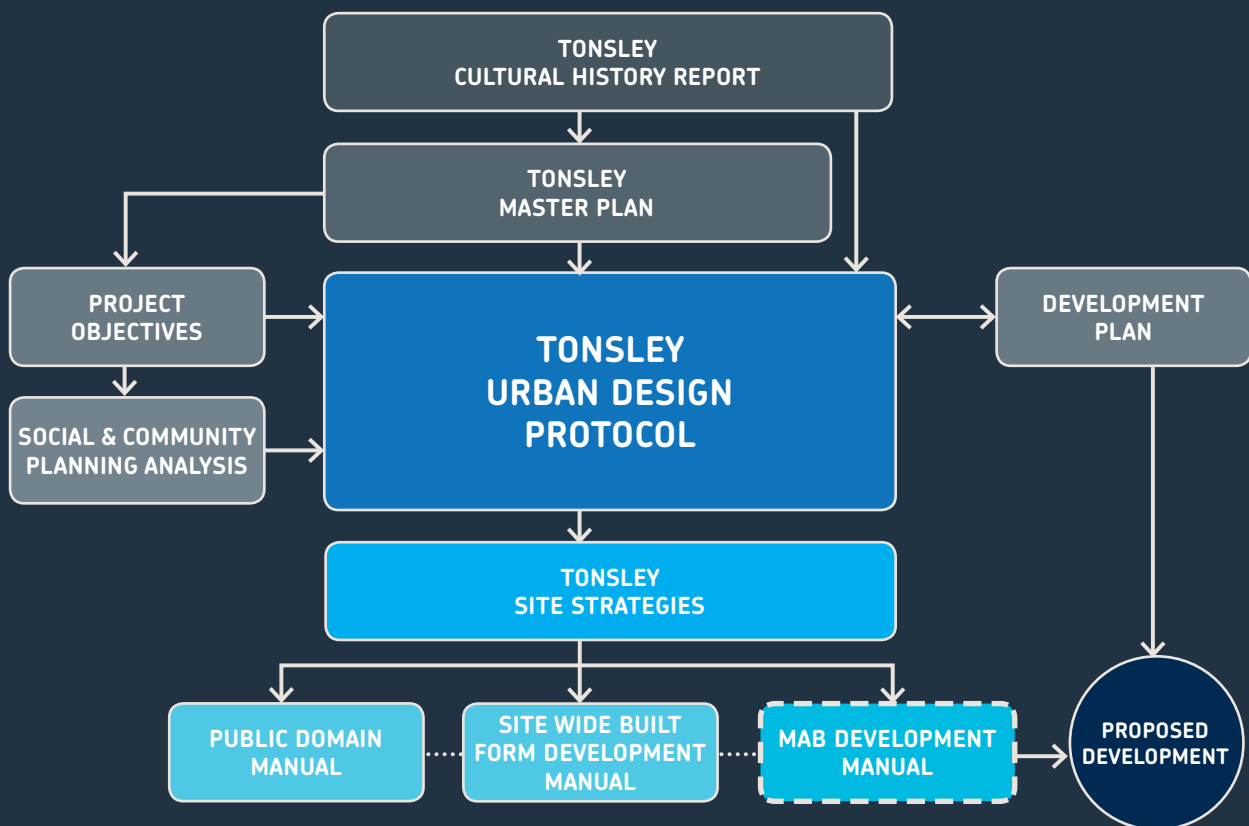 TONSLEY
CULTURAL HISTORY REPORT
TONSLEY
MASTER PLAN
PROJECT
OBJECTIVES
TONSLEY
URBAN DESIGN
PROTOCOL
DEVELOPMENT
PLAN
SOCIAL & COMMUNITY
PLANNING ANALYSIS
TONSLEY
SITE STRATEGIES
PUBLIC DOMAIN
MANUAL
SITE WIDE BUILT
FORM DEVELOPMENT
MANUAL
MAB DEVELOPMENT
MANUAL
PROPOSED
DEVELOPMENT